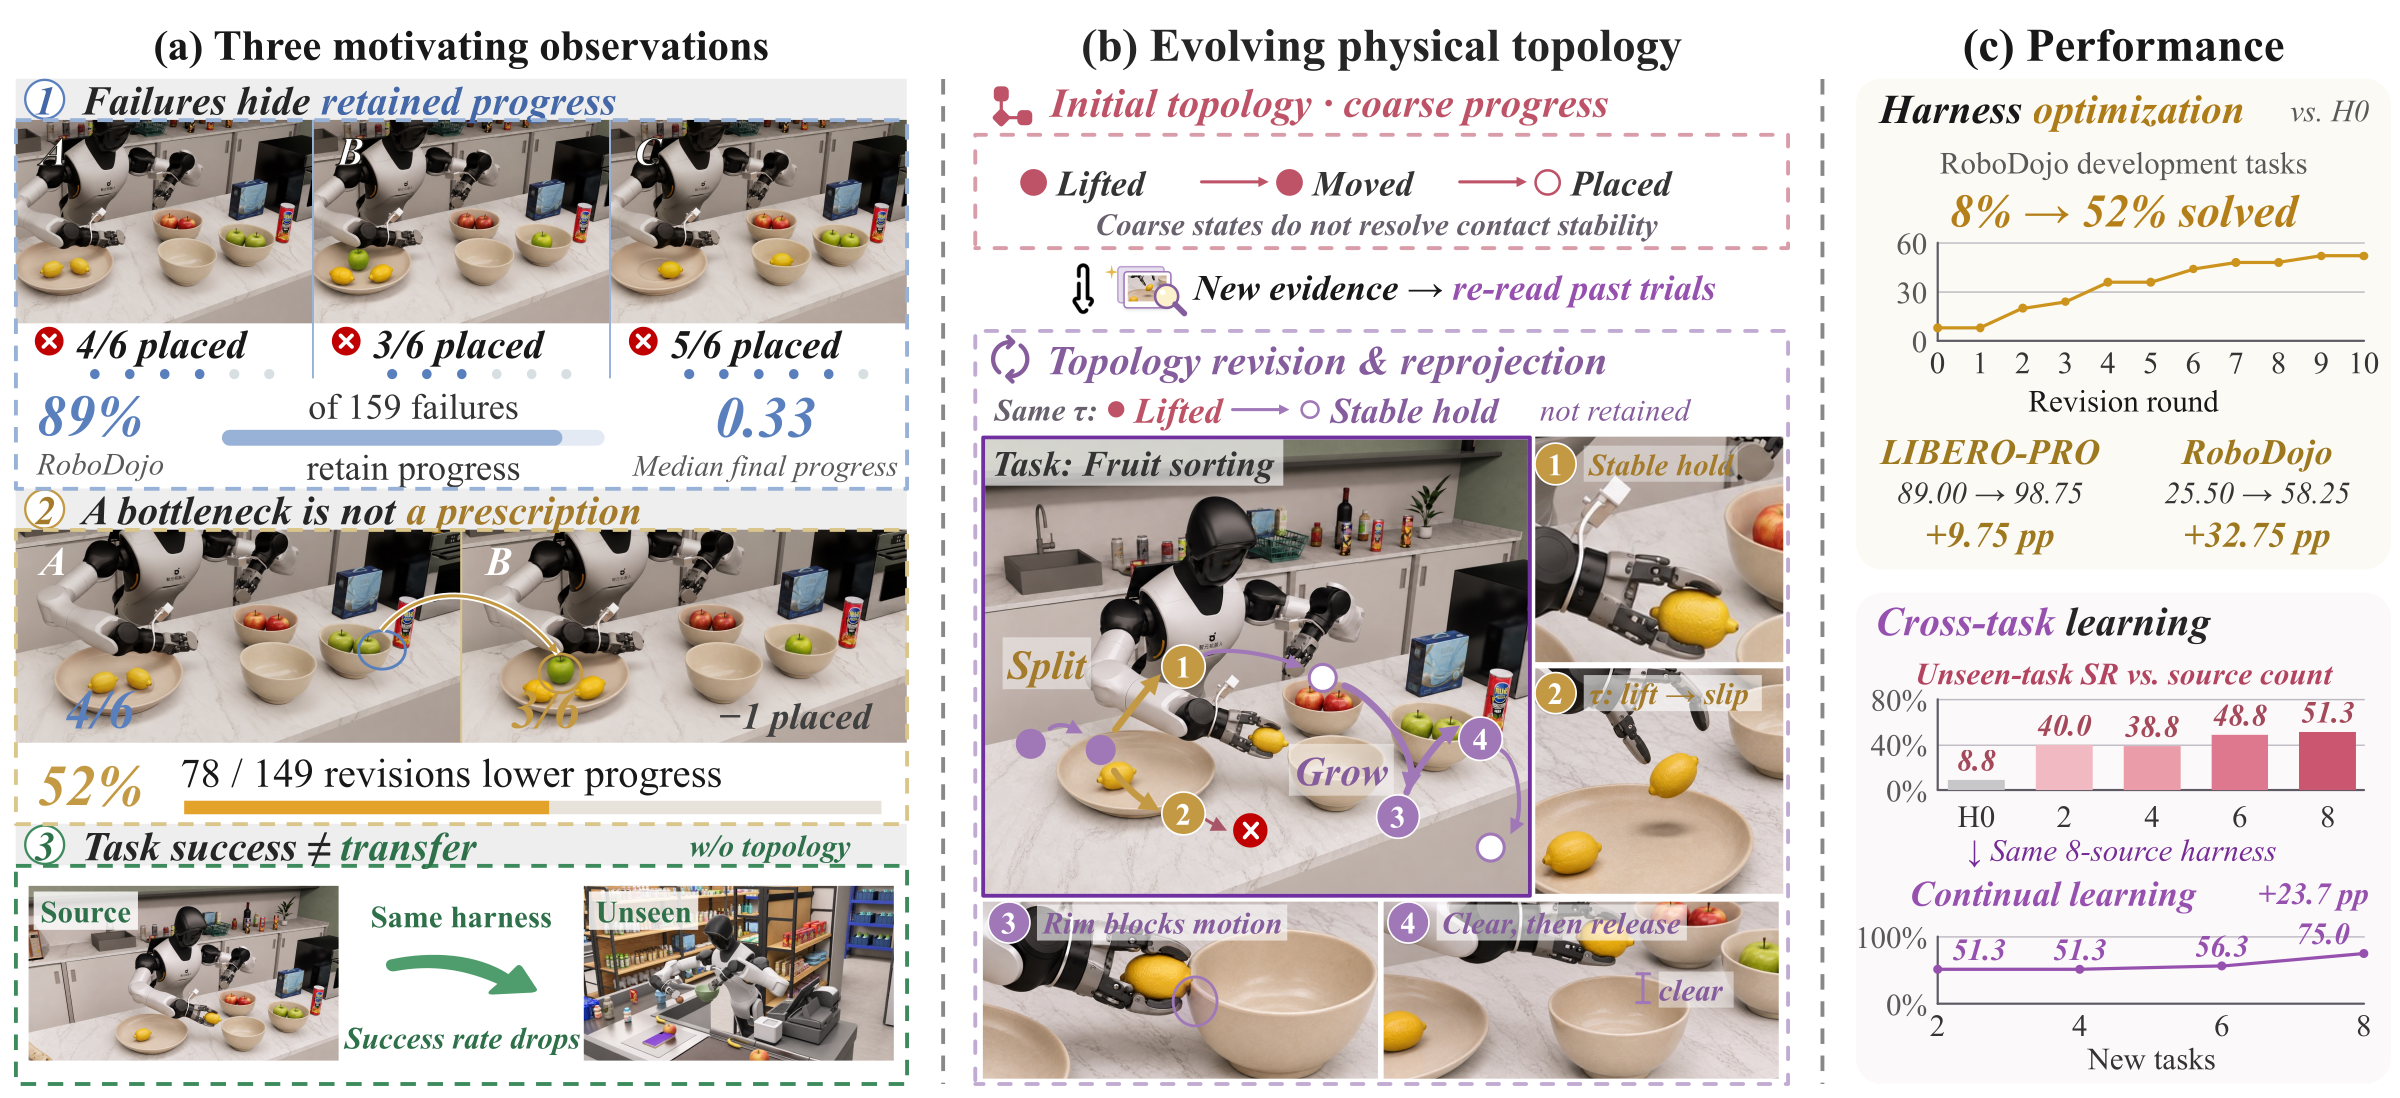 (a) Three motivating observations
1 Failures hide retained progress
A
B
C
4/6 placed
3/6 placed
5/6 placed
89%
RoboDojo
of 159 failures
retain progress
0.33
Median final progress
2 A bottleneck is not a prescription
A
B
4/6
3/6
−1 placed
52%
78 / 149 revisions lower progress
3 Task success ≠ transfer
w/o topology
Source
Same harness
Success rate drops
Unseen
(b) Evolving physical topology
Initial topology · coarse progress
Lifted
Moved
Placed
Coarse states do not resolve contact stability
New evidence → re-read past trials
Topology revision & reprojection
Same τ: Lifted → Stable hold not retained
Task: Fruit sorting
Split
1
2
Grow
3
4
1 Stable hold
2 τ: lift → slip
3 Rim blocks motion
4 Clear, then release
clear
(c) Performance
Harness optimization vs. H0
RoboDojo development tasks
8% → 52% solved
60
30
0
0 1 2 3 4 5 6 7 8 9 10
Revision round
LIBERO-PRO
89.00 → 98.75
+9.75 pp
RoboDojo
25.50 → 58.25
+32.75 pp
Cross-task learning
Unseen-task SR vs. source count
80%
40%
0%
8.8 40.0 38.8 48.8 51.3
H0 2 4 6 8
↓ Same 8-source harness
Continual learning +23.7 pp
100%
0%
51.3 51.3 56.3 75.0
2 4 6 8
New tasks